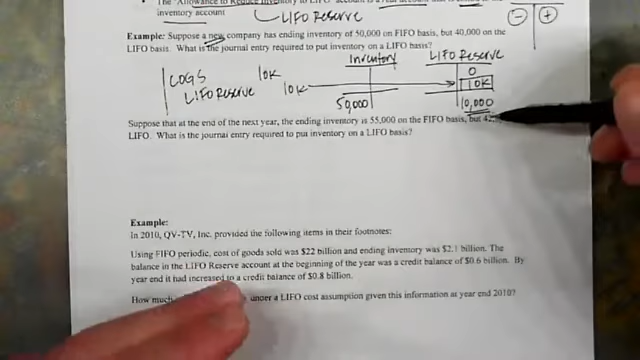 The "Allowance to Reduce Inventory to LIFO" account is a
inventory account LIFO Reserve
Example: Suppose a new company has ending inventory of 50,000 on FIFO basis, but 40,000 on the
LIFO basis. What is the journal entry required to put inventory on a LIFO basis?
Inventory LIFO Reserve
COGS 10K 0
LIFO Reserve 10K 10K
50,000 10,000
Suppose that at the end of the next year, the ending inventory is 55,000 on the FIFO basis, but
LIFO. What is the journal entry required to put inventory on a LIFO basis?
Example:
In 2010, QV-TV, Inc. provided the following items in their footnotes:
Using FIFO periodic, cost of goods sold was $22 billion and ending inventory was $2.1 billion. The
balance in the LIFO Reserve account at the beginning of the year was a credit balance of $0.6 billion. By
year end it had increased to a credit balance of $0.8 billion.
How much under a LIFO cost assumption given this information at year end 2010?